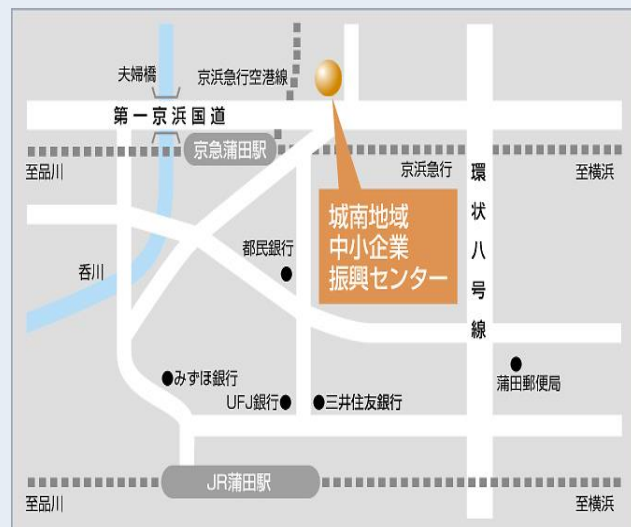 夫婦橋
京浜急行空港線
第一京浜国道
京急蒲田駅
至品川
京浜急行
至横浜
環状八号線
城南地域
中小企業
振興センター
都民銀行
呑川
みずほ銀行
UFJ銀行
三井住友銀行
蒲田郵便局
JR蒲田駅
至品川
至横浜